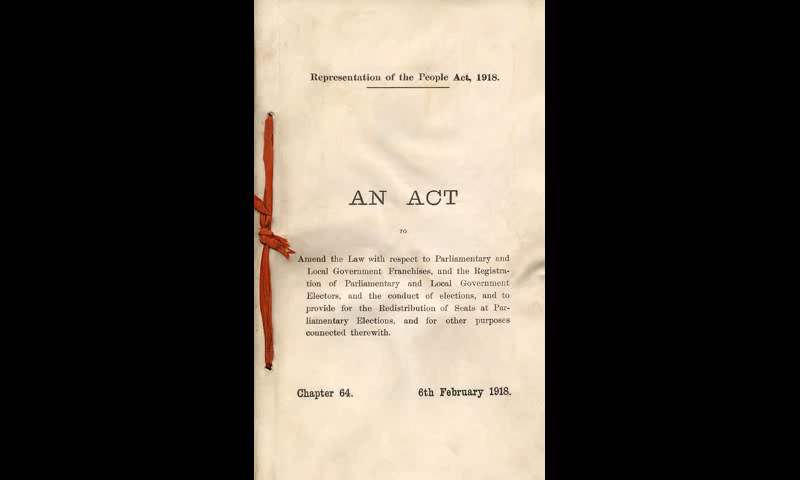 Representation of the People Act, 1918.
AN ACT
TO
Amend the Law with respect to Parliamentary and
Local Government Franchises, and the Registra-
tion of Parliamentary and Local Government
Electors, and the conduct of elections, and to
provide for the Redistribution of Seats at Par-
liamentary Elections, and for other purposes
connected therewith.
Chapter 64. 6th February 1918.